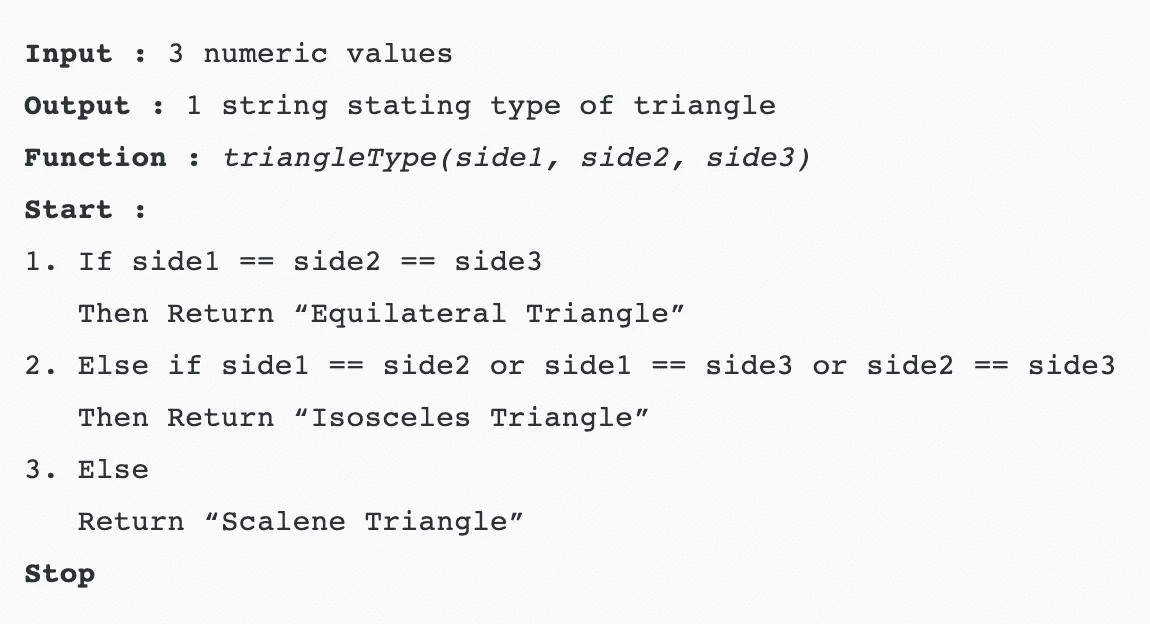 Input : 3 numeric values
Output : 1 string stating type of triangle
Function : triangleType(side1, side2, side3)
Start :
1. If side1 == side2 == side3
Then Return “Equilateral Triangle”
2. Else if side1 == side2 or side1 == side3 or side2 == side3
Then Return “Isosceles Triangle”
3. Else
Return “Scalene Triangle”
Stop